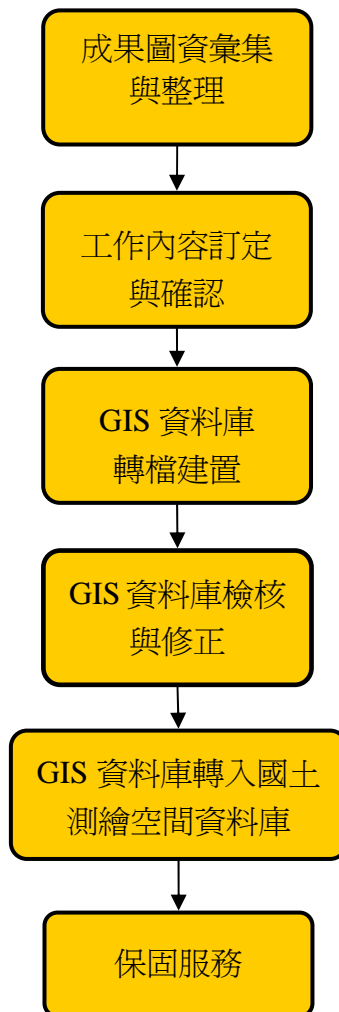 成果圖資彙集
與整理
工作內容訂定
與確認
GIS 資料庫
轉檔建置
GIS 資料庫檢核
與修正
GIS 資料庫轉入國土
測繪空間資料庫
保固服務